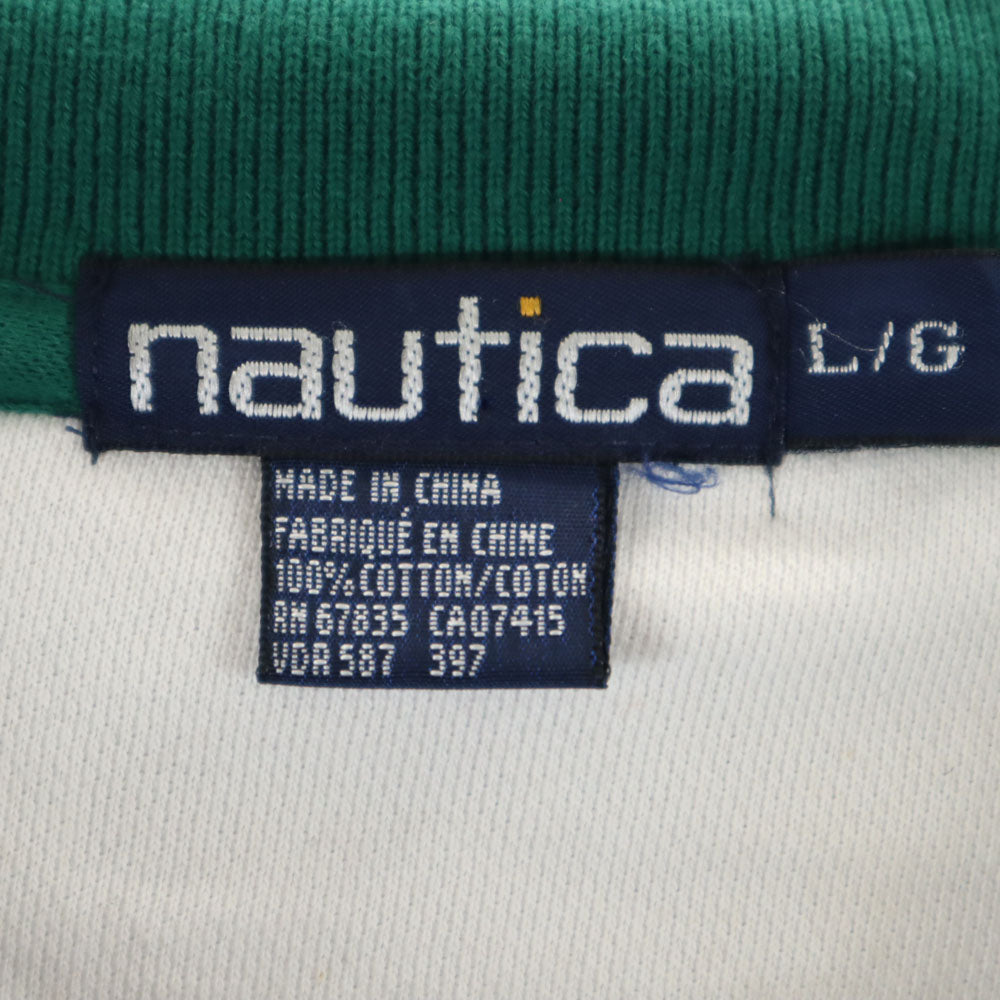 nautica
L/G
MADE IN CHINA
FABRIQUÉ EN CHINE
100% COTTON/COTON
RN 67835 CA07415
VDR 587 397